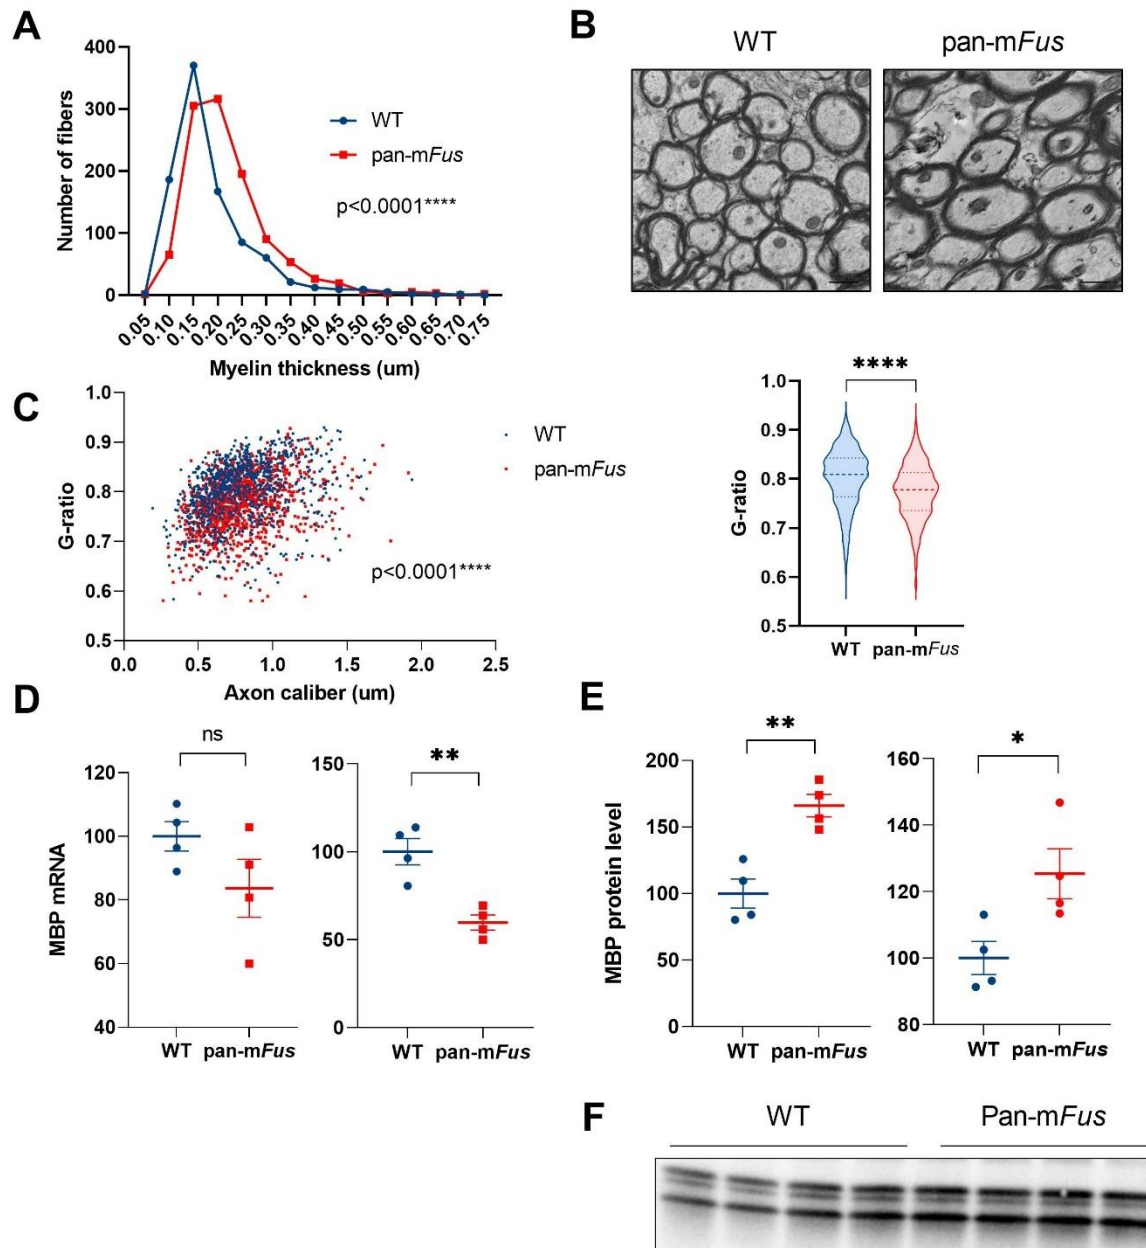 A
Number of fibers
400
300
200
100
0
WT
pan-mFus
p<0.0001****
0.05 0.10 0.15 0.20 0.25 0.30 0.35 0.40 0.45 0.50 0.55 0.60 0.65 0.70 0.75
Myelin thickness (um)
B
WT pan-mFus
C
G-ratio
1.0
0.9
0.8
0.7
0.6
0.5
WT
pan-mFus
p<0.0001****
0.0 0.5 1.0 1.5 2.0 2.5
Axon caliber (um)
****
G-ratio
1.0
0.9
0.8
0.7
0.6
0.5
WT pan-mFus
D
MBP mRNA
ns
120
100
80
60
40
WT pan-mFus
**
150
100
50
0
WT pan-mFus
E
MBP protein level
**
200
150
100
50
0
WT pan-mFus
*
160
140
120
100
80
WT pan-mFus
F
WT Pan-mFus